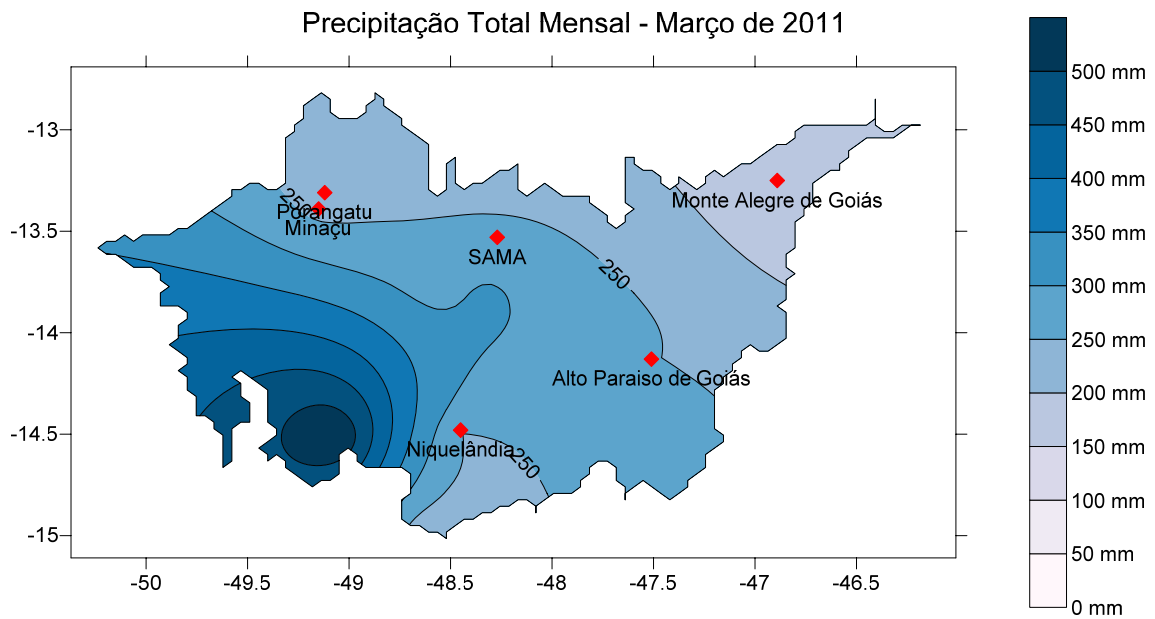 Precipitação Total Mensal - Março de 2011
500 mm
450 mm
400 mm
350 mm
300 mm
250 mm
200 mm
150 mm
100 mm
50 mm
0 mm
-13
-13.5
-14
-14.5
-15
250
Porangatu
Minaçu
SAMA
250
Monte Alegre de Goiás
Alto Paraiso de Goiás
Niquelândia
250
-50
-49.5
-49
-48.5
-48
-47.5
-47
-46.5